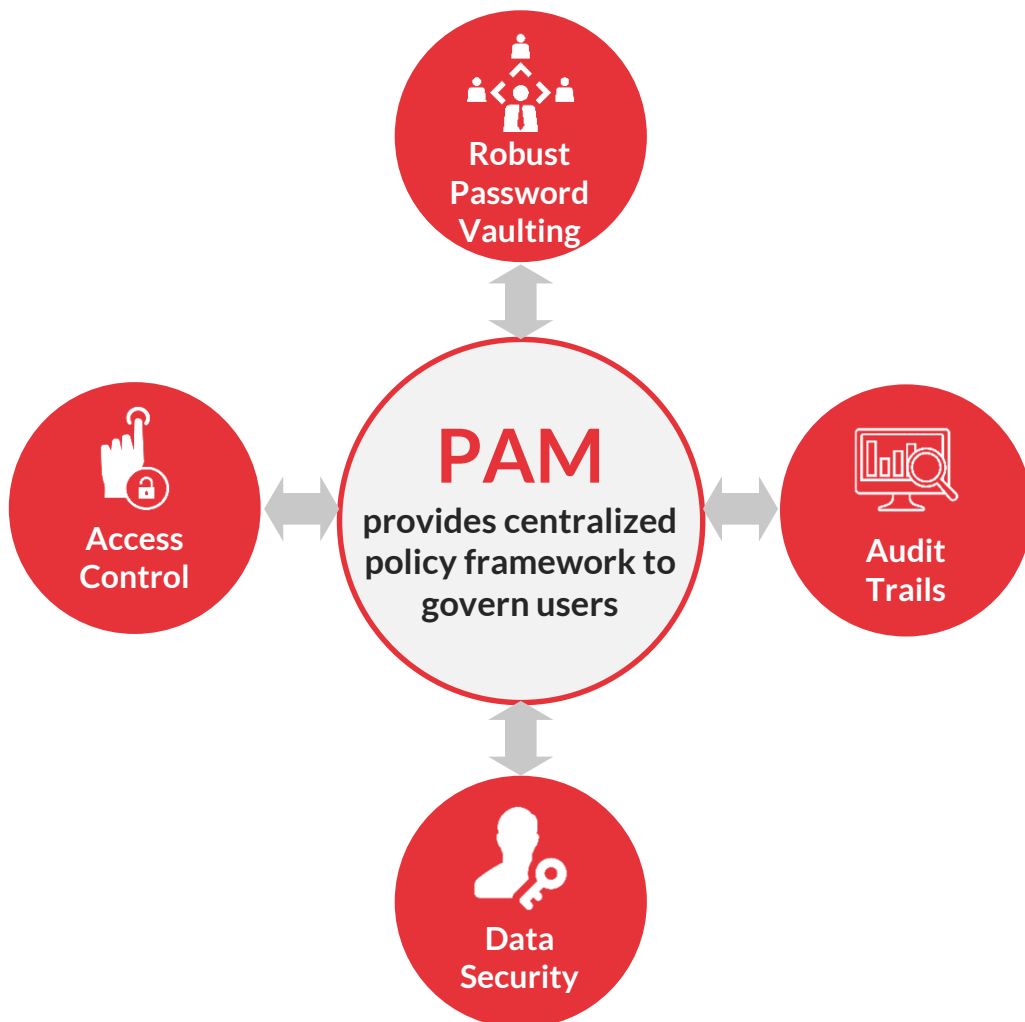 Robust
Password
Vaulting
PAM
provides centralized
policy framework to
govern users
Access
Control
Audit
Trails
Data
Security